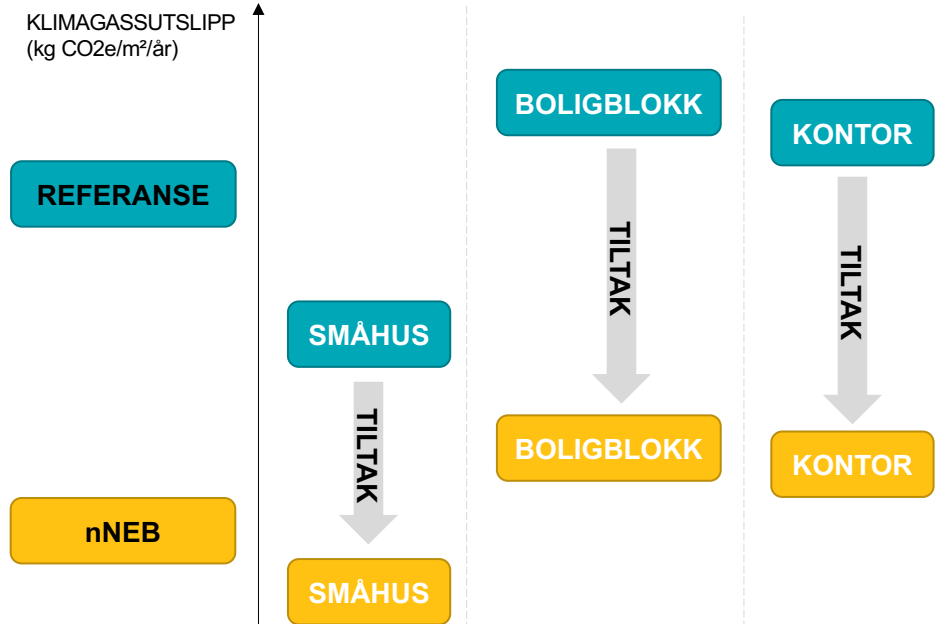 KLIMAGASSUTSLIPP
(kg CO2e/m²/år)
REFERANSE
nNEB
SMÅHUS
TILTAK
SMÅHUS
BOLIGBLOKK
TILTAK
BOLIGBLOKK
KONTOR
TILTAK
KONTOR